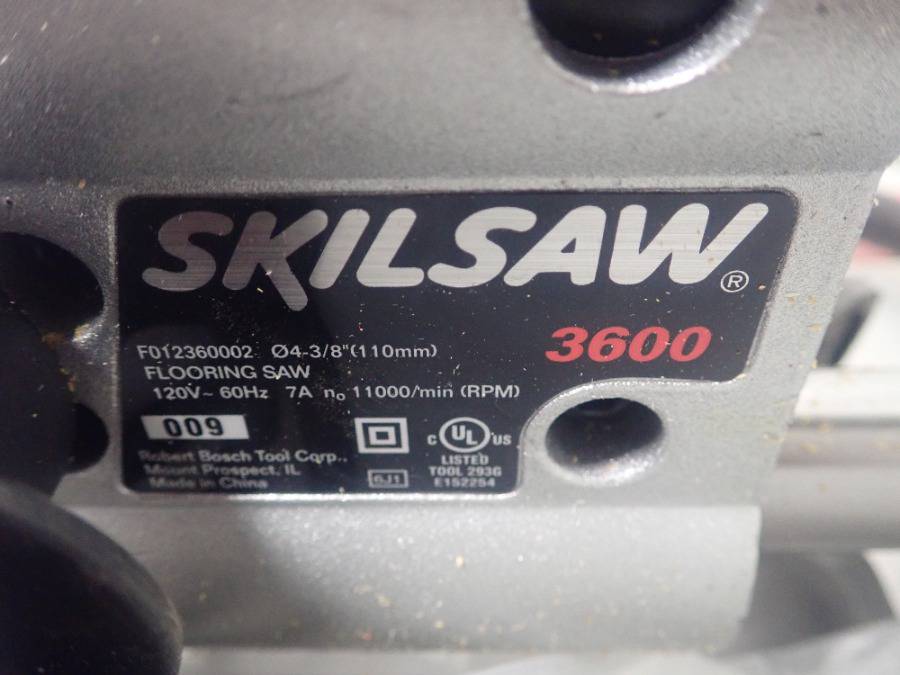 SKILSAW®
3600
F012360002 Ø4-3/8"(110mm)
FLOORING SAW
120V~ 60Hz 7A n₀ 11000/min (RPM)
009
Robert Bosch Tool Corp.,
Mount Prospect, IL
Made in China
6J1
C UL US
LISTED
TOOL 293G
E152254